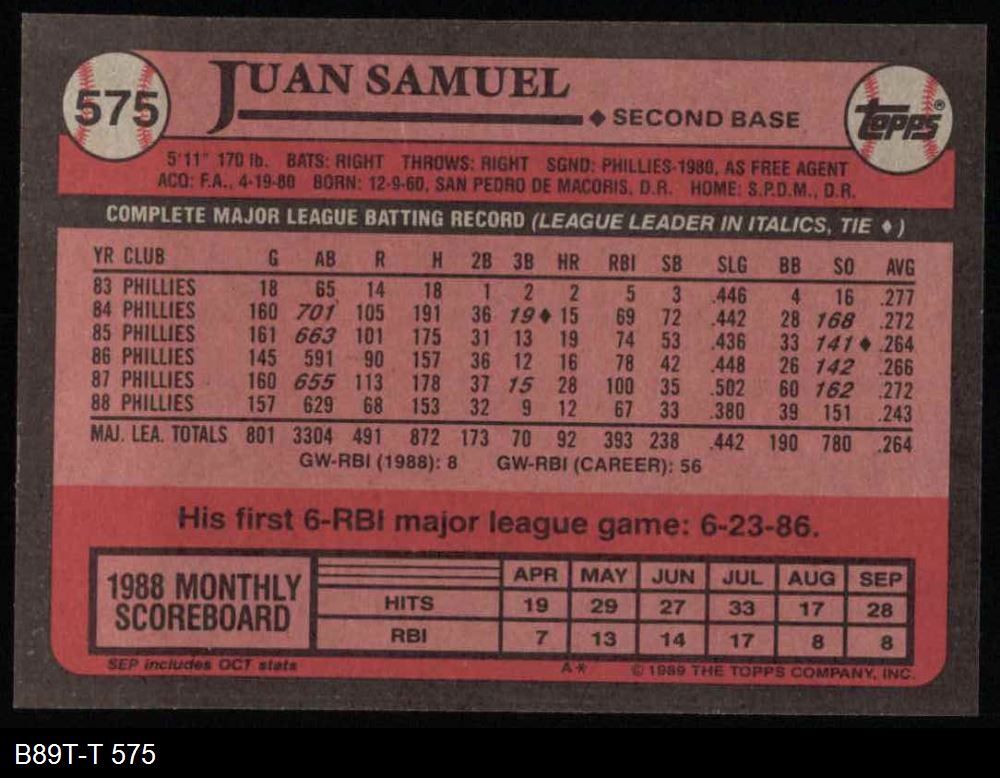 575
JUAN SAMUEL
◆ SECOND BASE
TOPPS®
5'11" 170 lb. BATS: RIGHT THROWS: RIGHT SGND: PHILLIES-1980, AS FREE AGENT
ACQ: F.A., 4-19-80 BORN: 12-9-60, SAN PEDRO DE MACORIS, D.R. HOME: S.P.D.M., D.R.
COMPLETE MAJOR LEAGUE BATTING RECORD (LEAGUE LEADER IN ITALICS, TIE ♦)
YR CLUB G AB R H 2B 3B HR RBI SB SLG BB SO AVG
83 PHILLIES 18 65 14 18 1 2 2 5 3 .446 4 16 .277
84 PHILLIES 160 701 105 191 36 19♦ 15 69 72 .442 28 168 .272
85 PHILLIES 161 663 101 175 31 13 19 74 53 .436 33 141♦ .264
86 PHILLIES 145 591 90 157 36 12 16 78 42 .448 26 142 .266
87 PHILLIES 160 655 113 178 37 15 28 100 35 .502 60 162 .272
88 PHILLIES 157 629 68 153 32 9 12 67 33 .380 39 151 .243
MAJ. LEA. TOTALS 801 3304 491 872 173 70 92 393 238 .442 190 780 .264
GW-RBI (1988): 8 GW-RBI (CAREER): 56
His first 6-RBI major league game: 6-23-86.
1988 MONTHLY
SCOREBOARD
APR MAY JUN JUL AUG SEP
HITS 19 29 27 33 17 28
RBI 7 13 14 17 8 8
SEP includes OCT stats
A* © 1989 THE TOPPS COMPANY, INC.
B89T-T 575